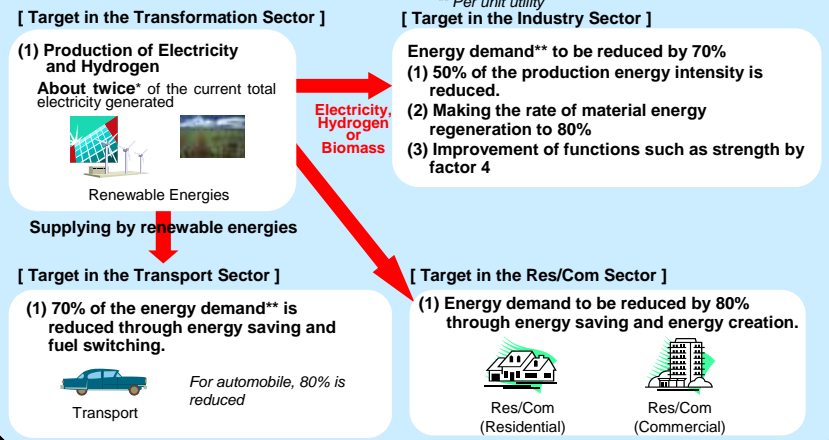 ** Per unit utility
[ Target in the Transformation Sector ]
(1) Production of Electricity
and Hydrogen
About twice* of the current total
electricity generated
Renewable Energies
Supplying by renewable energies
Electricity,
Hydrogen
or
Biomass
[ Target in the Industry Sector ]
Energy demand** to be reduced by 70%
(1) 50% of the production energy intensity is
reduced.
(2) Making the rate of material energy
regeneration to 80%
(3) Improvement of functions such as strength by
factor 4
[ Target in the Transport Sector ]
(1) 70% of the energy demand** is
reduced through energy saving and
fuel switching.
For automobile, 80% is
reduced
Transport
[ Target in the Res/Com Sector ]
(1) Energy demand to be reduced by 80%
through energy saving and energy creation.
Res/Com
(Residential)
Res/Com
(Commercial)